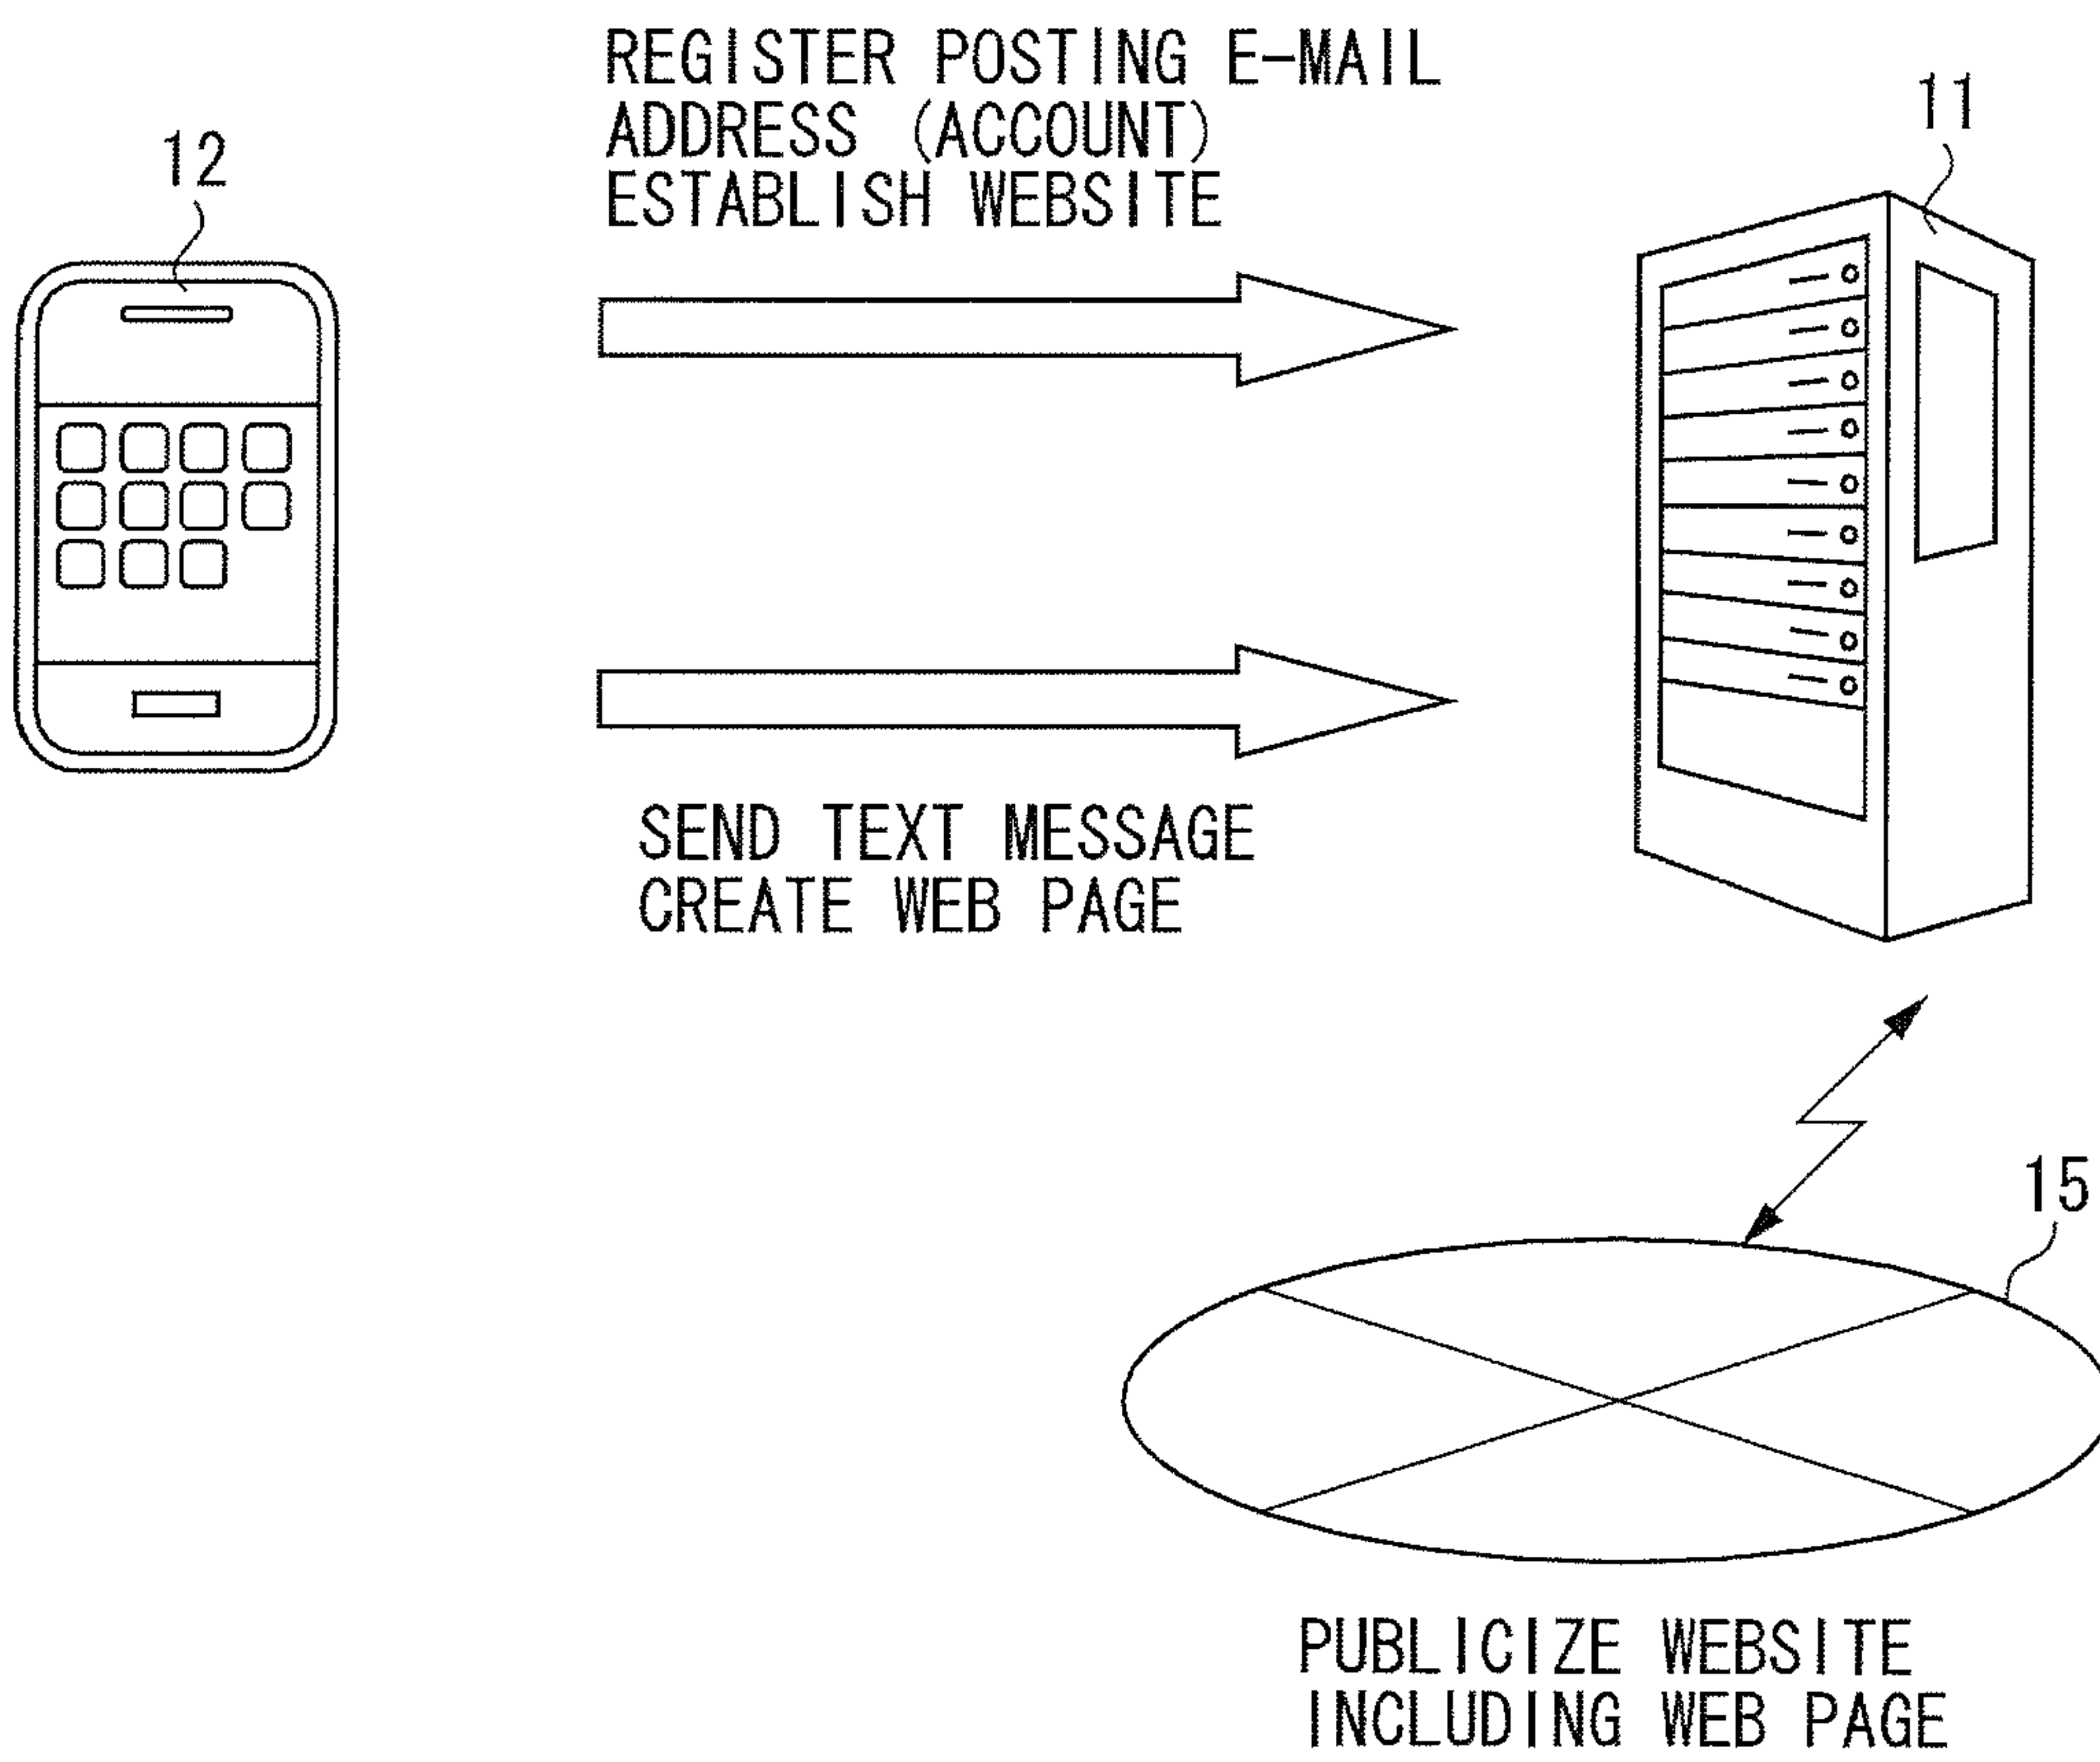 REGISTER POSTING E-MAIL
ADDRESS (ACCOUNT)
ESTABLISH WEBSITE
11
12
SEND TEXT MESSAGE
CREATE WEB PAGE
15
PUBLICIZE WEBSITE
INCLUDING WEB PAGE